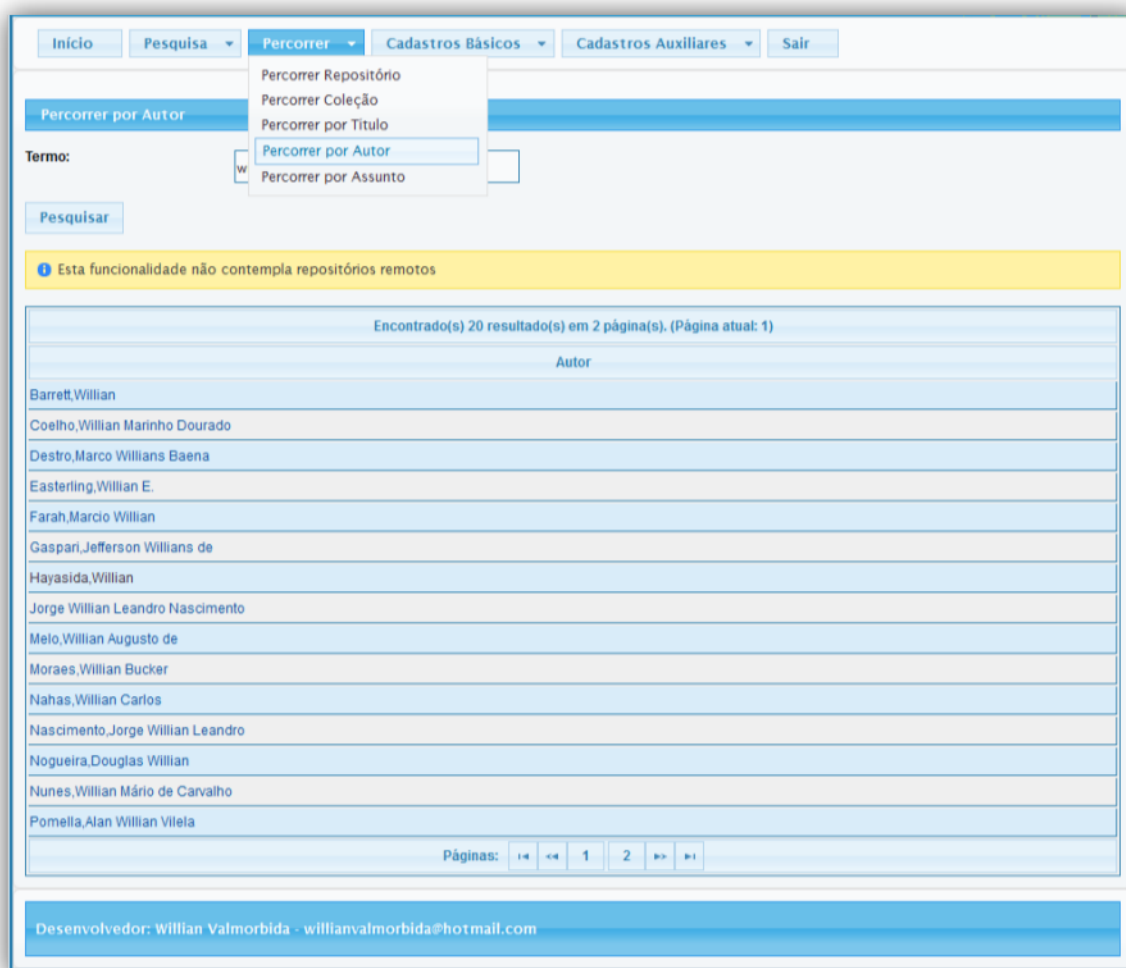 Início Pesquisa Percorrer Cadastros Básicos Cadastros Auxiliares Sair
Percorrer Repositório
Percorrer Coleção
Percorrer por Titulo
Percorrer por Autor
Percorrer por Assunto
Percorrer por Autor
Termo:
w
Pesquisar
Esta funcionalidade não contempla repositórios remotos
Encontrado(s) 20 resultado(s) em 2 página(s). (Página atual: 1)
Autor
Barrett,Willian
Coelho,Willian Marinho Dourado
Destro,Marco Willians Baena
Easterling,Willian E.
Farah,Marcio Willian
Gaspari,Jefferson Willians de
Hayasida,Willian
Jorge Willian Leandro Nascimento
Melo,Willian Augusto de
Moraes,Willian Bucker
Nahas,Willian Carlos
Nascimento,Jorge Willian Leandro
Nogueira,Douglas Willian
Nunes,Willian Mário de Carvalho
Pomella,Alan Willian Vilela
Páginas: 1 2
Desenvolvedor: Willian Valmorbida - willianvalmorbida@hotmail.com